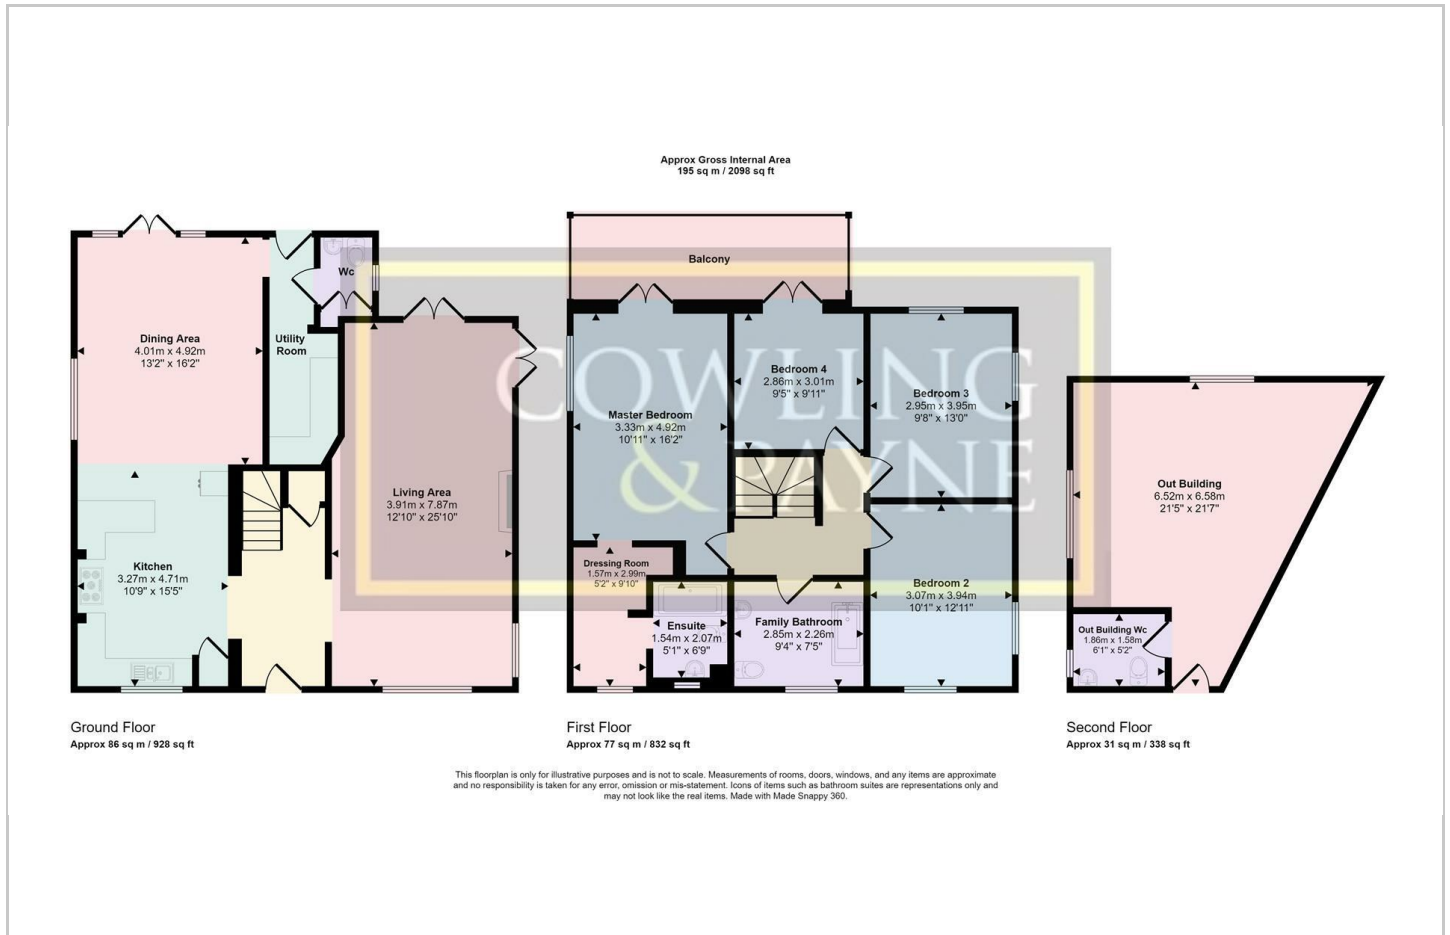 Approx Gross Internal Area
195 sq m / 2098 sq ft
Wc
Dining Area
4.01m x 4.92m
13'2" x 16'2"
Utility
Room
Living Area
3.91m x 7.87m
12'10" x 25'10"
Kitchen
3.27m x 4.71m
10'9" x 15'5"
Ground Floor
Approx 86 sq m / 928 sq ft
Balcony
Master Bedroom
3.33m x 4.92m
10'11" x 16'2"
Bedroom 4
2.86m x 3.01m
9'5" x 9'11"
Bedroom 3
2.95m x 3.95m
9'8" x 13'0"
Dressing Room
1.57m x 2.99m
5'2" x 9'10"
Ensuite
1.54m x 2.07m
5'1" x 6'9"
Family Bathroom
2.85m x 2.26m
9'4" x 7'5"
Bedroom 2
3.07m x 3.94m
10'1" x 12'11"
First Floor
Approx 77 sq m / 832 sq ft
Out Building
6.52m x 6.58m
21'5" x 21'7"
Out Building Wc
1.86m x 1.58m
6'1" x 5'2"
Second Floor
Approx 31 sq m / 338 sq ft
COWLING
& PAYNE
This floorplan is only for illustrative purposes and is not to scale. Measurements of rooms, doors, windows, and any items are approximate
and no responsibility is taken for any error, omission or mis-statement. Icons of items such as bathroom suites are representations only and
may not look like the real items. Made with Made Snappy 360.